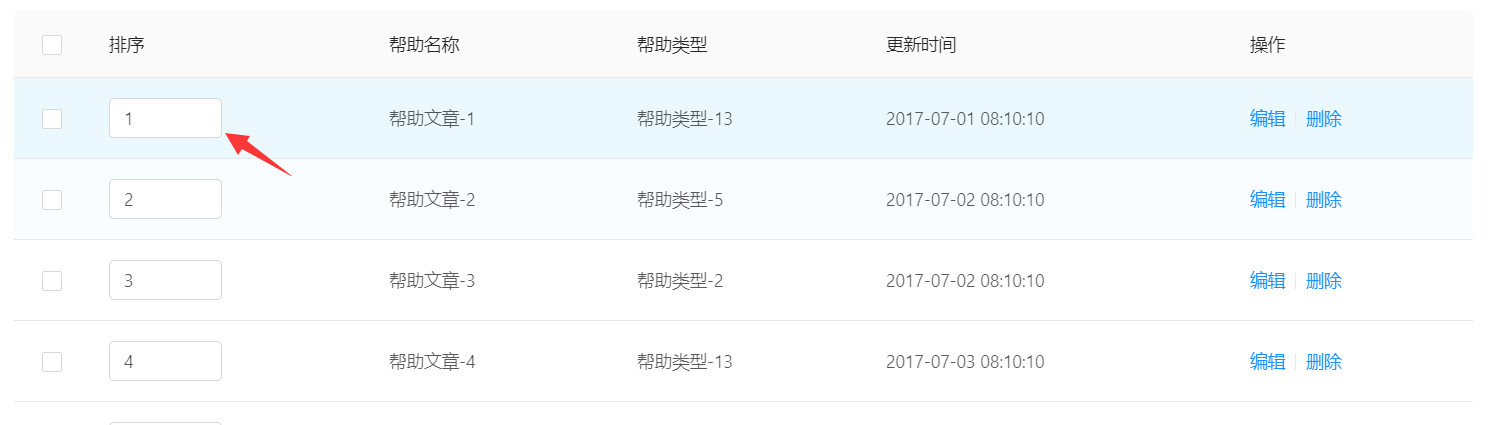 排序 帮助名称 帮助类型 更新时间 操作
1 帮助文章-1 帮助类型-13 2017-07-01 08:10:10 编辑 删除
2 帮助文章-2 帮助类型-5 2017-07-02 08:10:10 编辑 删除
3 帮助文章-3 帮助类型-2 2017-07-02 08:10:10 编辑 删除
4 帮助文章-4 帮助类型-13 2017-07-03 08:10:10 编辑 删除